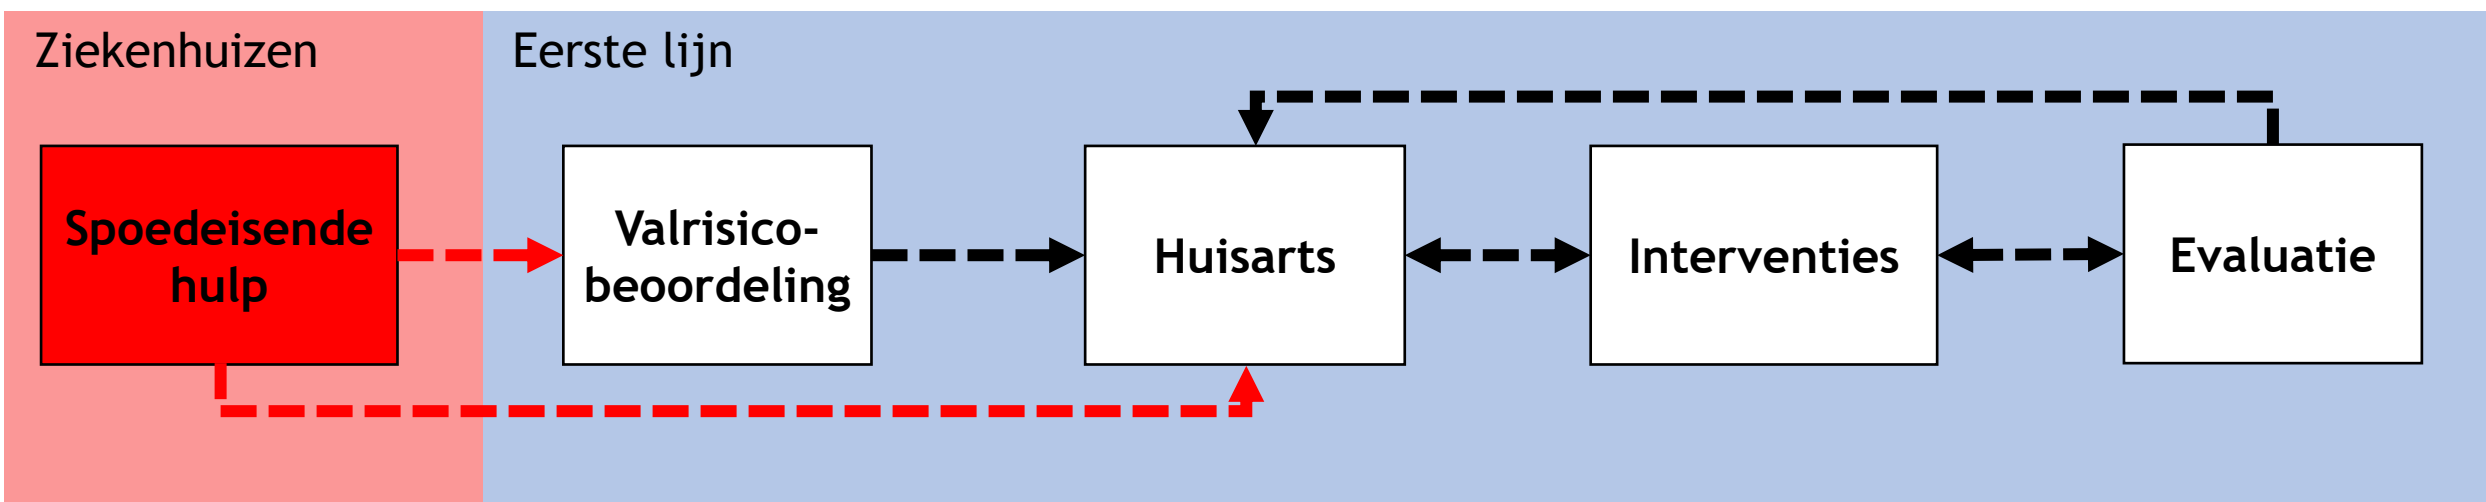 Ziekenhuizen
Eerste lijn
Spoedeisende
hulp
Valrisico-
beoordeling
Huisarts
Interventies
Evaluatie